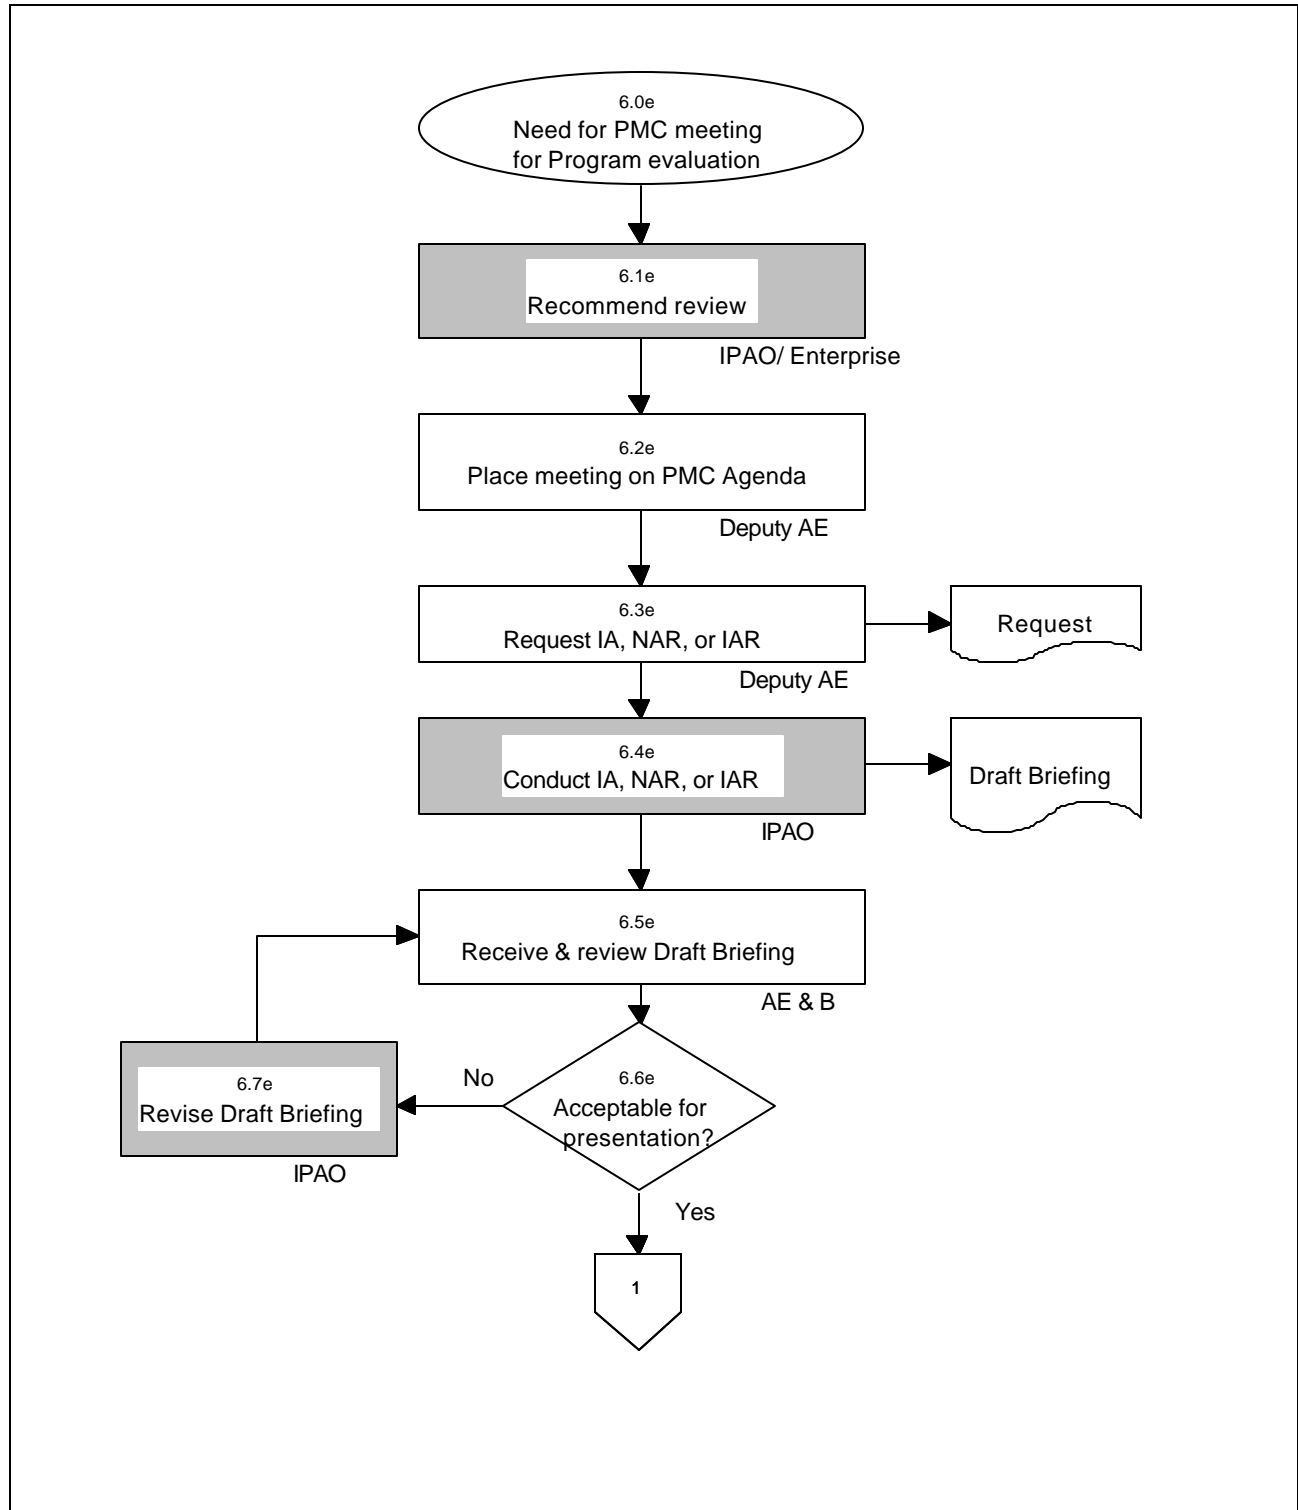 6.0e
Need for PMC meeting
for Program evaluation
6.1e
Recommend review
IPAO/ Enterprise
6.2e
Place meeting on PMC Agenda
Deputy AE
6.3e
Request IA, NAR, or IAR
Request
Deputy AE
6.4e
Conduct IA, NAR, or IAR
Draft Briefing
IPAO
6.5e
Receive & review Draft Briefing
AE & B
6.6e
Acceptable for
presentation?
No
6.7e
Revise Draft Briefing
IPAO
Yes
1